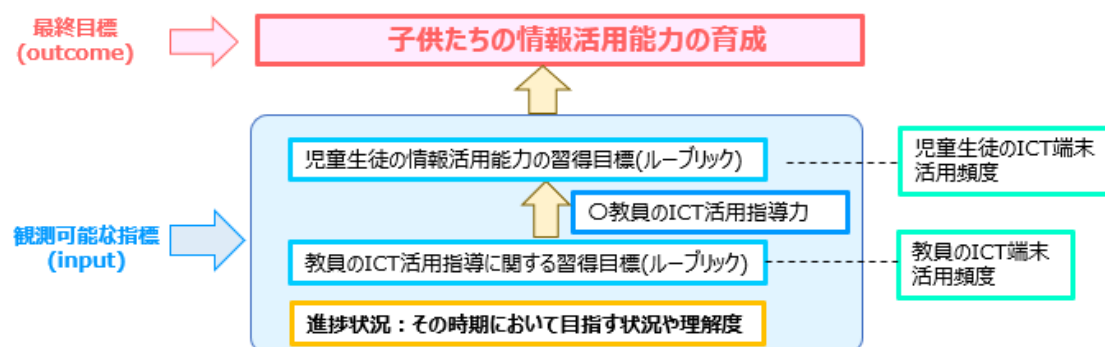 最終目標
(outcome)
子供たちの情報活用能力の育成
児童生徒の情報活用能力の習得目標(ルーブリック)
児童生徒のICT端末
活用頻度
〇教員のICT活用指導力
観測可能な指標
(input)
教員のICT活用指導に関する習得目標(ルーブリック)
教員のICT端末
活用頻度
進捗状況：その時期において目指す状況や理解度